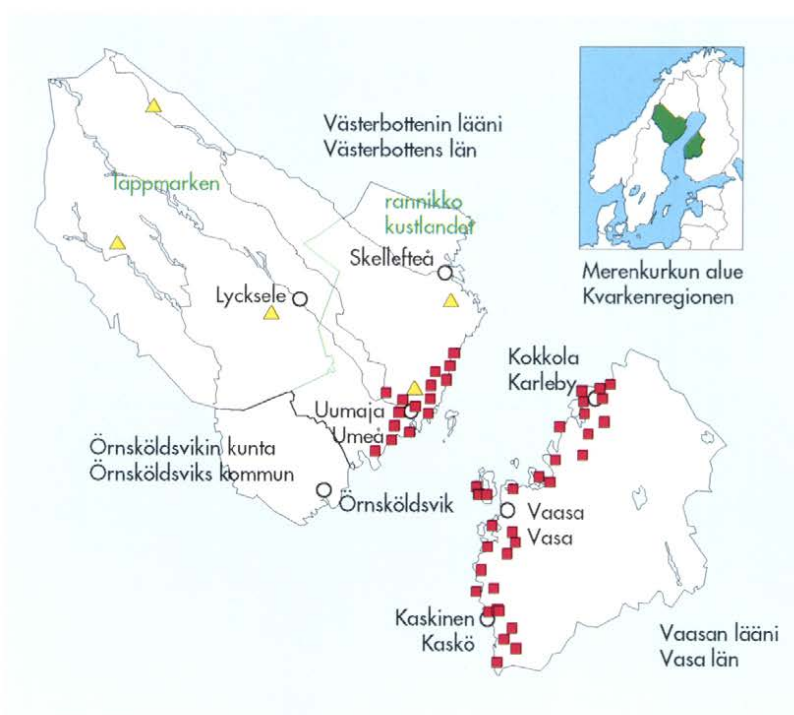 Västerbottenin lääni
Västerbottens län
lappmarken
rannikko
kustlandet
Skellefteå
Lycksele
Merenkurkun alue
Kvarkenregionen
Kokkola
Karleby
Uumaja
Umeå
Örnsköldsvikin kunta
Örnsköldsviks kommun
Örnsköldsvik
Vaasa
Vasa
Kaskinen
Kaskö
Vaasan lääni
Vasa län